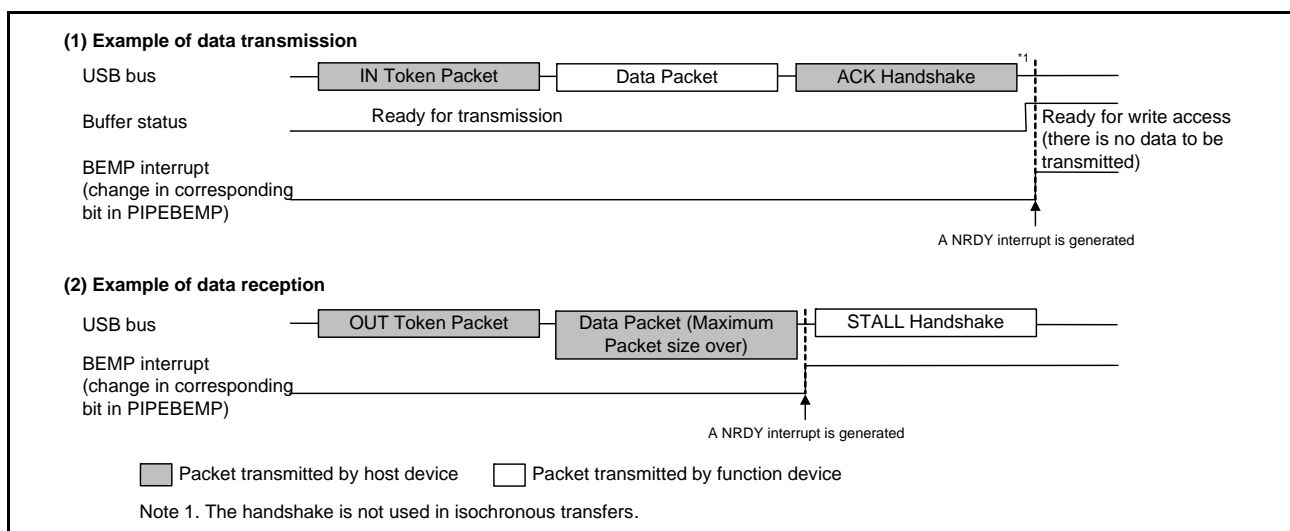 (1) Example of data transmission
USB bus
IN Token Packet
Data Packet
ACK Handshake
*1
Buffer status
Ready for transmission
Ready for write access
(there is no data to be
transmitted)
BEMP interrupt
(change in corresponding
bit in PIPEBEMP)
A NRDY interrupt is generated
(2) Example of data reception
USB bus
OUT Token Packet
Data Packet (Maximum
Packet size over)
STALL Handshake
BEMP interrupt
(change in corresponding
bit in PIPEBEMP)
A NRDY interrupt is generated
Packet transmitted by host device
Packet transmitted by function device
Note 1. The handshake is not used in isochronous transfers.